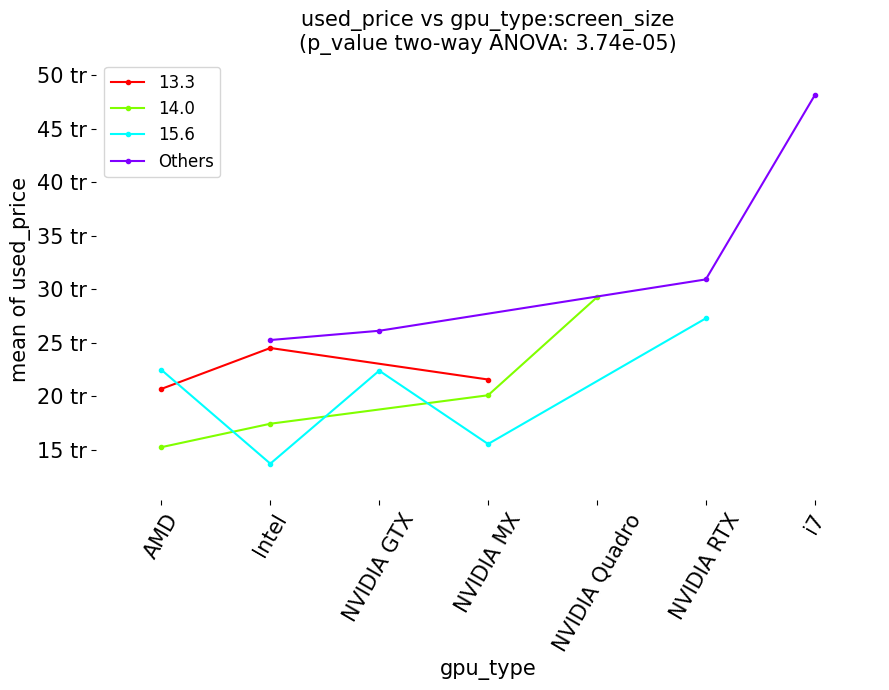 used_price vs gpu_type:screen_size
(p_value two-way ANOVA: 3.74e-05)
13.3
14.0
15.6
Others
50 tr
45 tr
40 tr
35 tr
30 tr
25 tr
20 tr
15 tr
mean of used_price
AMD
Intel
NVIDIA GTX
NVIDIA MX
NVIDIA Quadro
NVIDIA RTX
i7
gpu_type